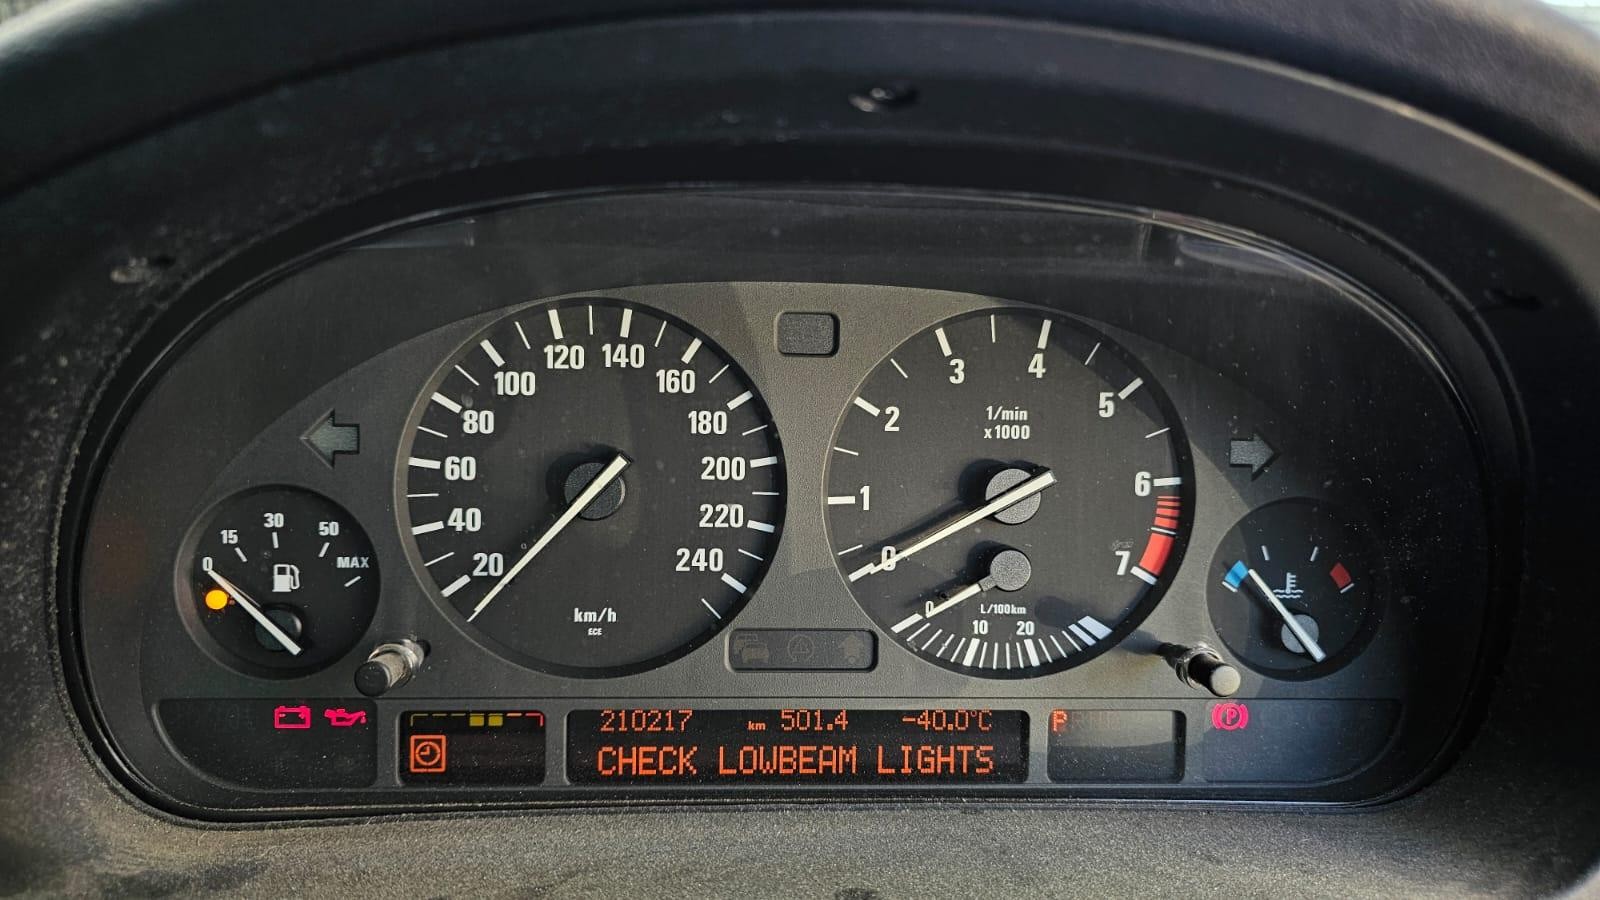 120 140
100 160
80 180
60 200
40 220
20 240
km/h
ECE
3 4
2 5
1/min
x1000
1 6
0 7
0
L/100km
10 20
0 15 30 50 MAX
P
210217 km 501.4 -40.0°C
CHECK LOWBEAM LIGHTS
PRND